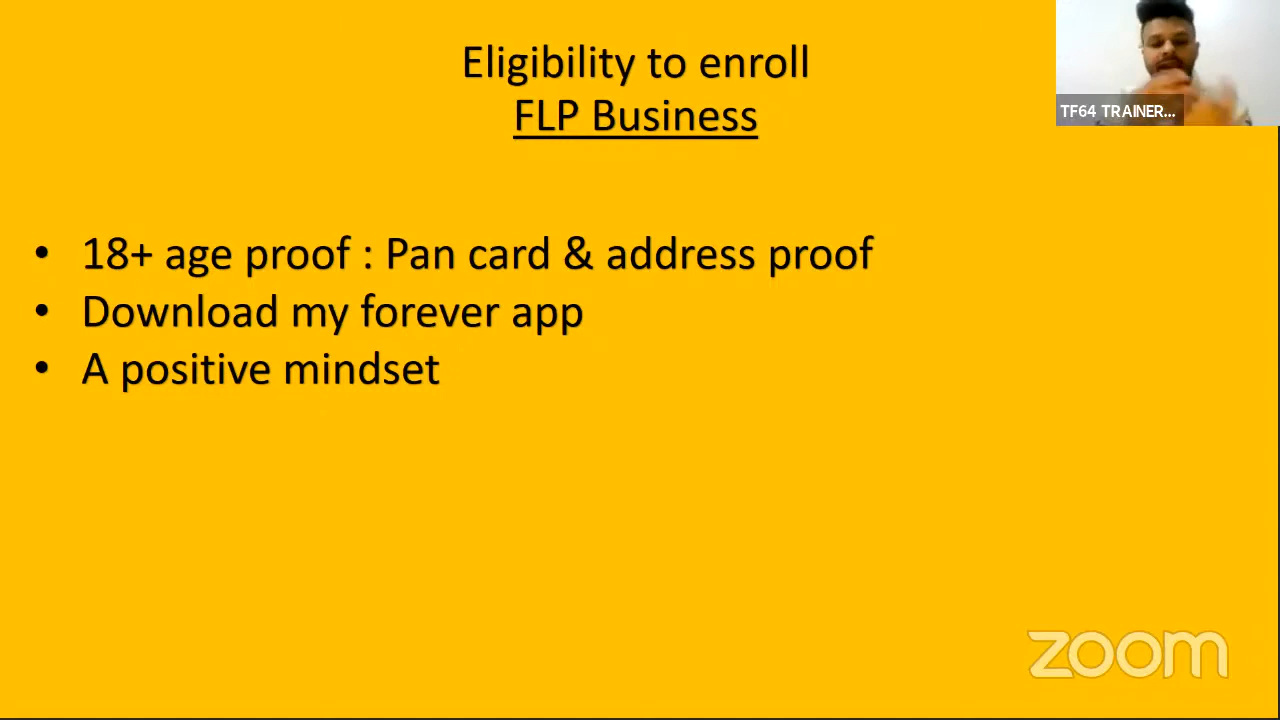 Eligibility to enroll
FLP Business
TF64 TRAINER...
• 18+ age proof : Pan card & address proof
• Download my forever app
• A positive mindset
zoom